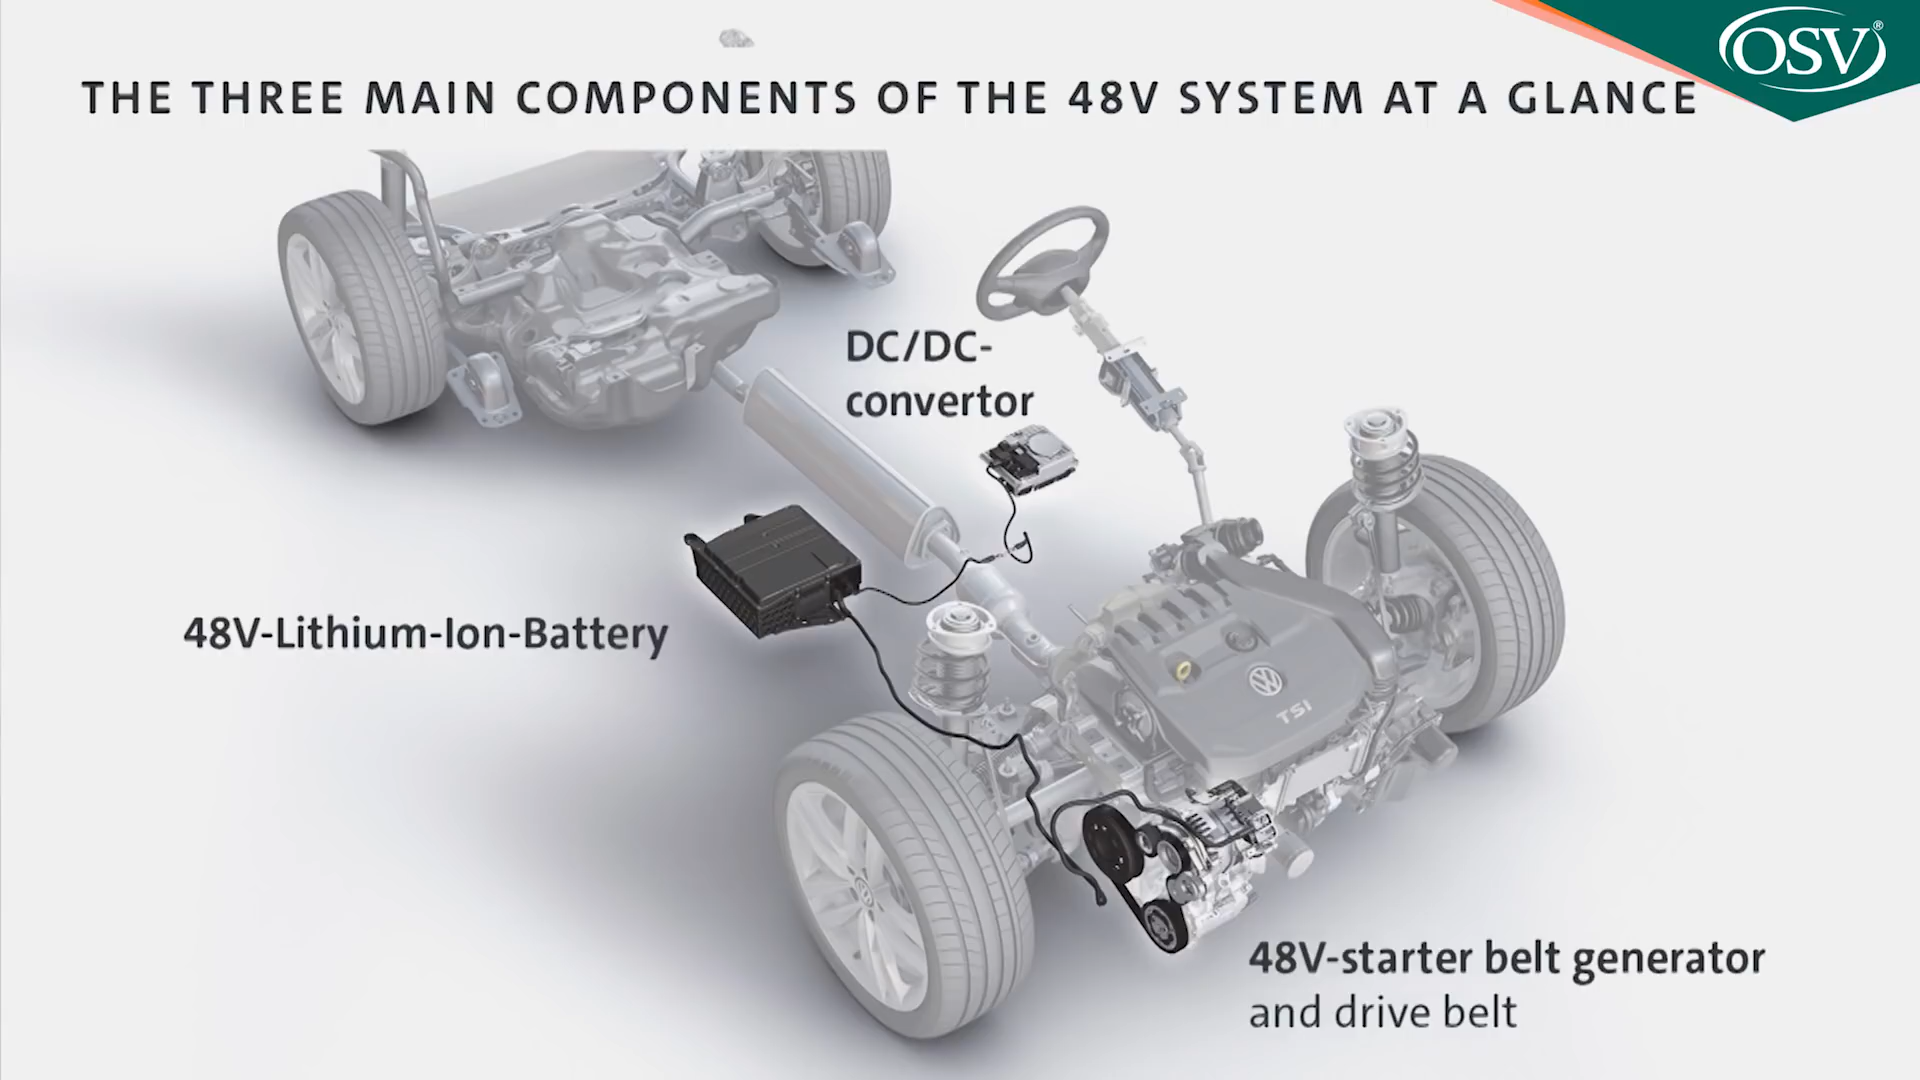 OSV®
THE THREE MAIN COMPONENTS OF THE 48V SYSTEM AT A GLANCE
DC/DC-
convertor
48V-Lithium-Ion-Battery
TSI
48V-starter belt generator
and drive belt